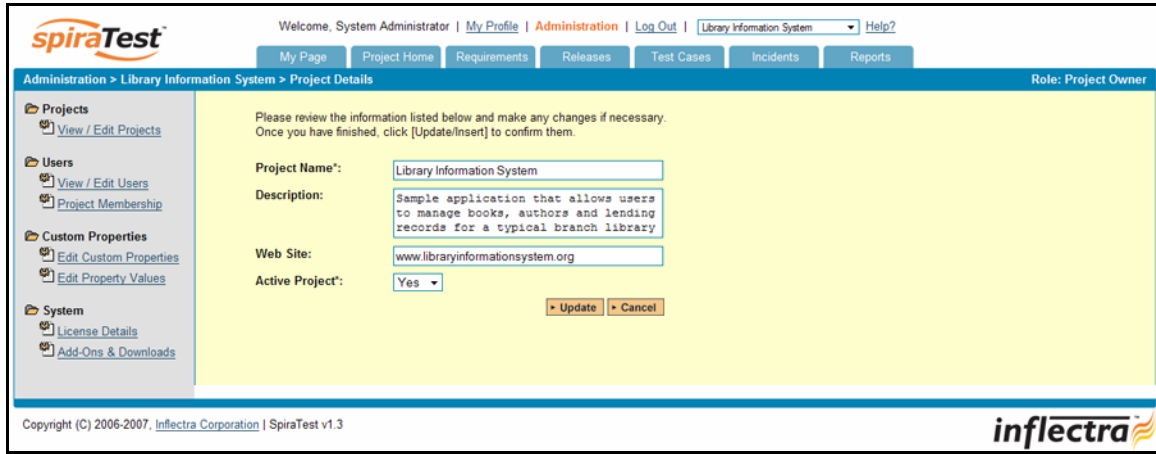 spiraTest™
Welcome, System Administrator | My Profile | Administration | Log Out | Library Information System Help?
My Page Project Home Requirements Releases Test Cases Incidents Reports
Administration > Library Information System > Project Details Role: Project Owner
Projects
View / Edit Projects
Users
View / Edit Users
Project Membership
Custom Properties
Edit Custom Properties
Edit Property Values
System
License Details
Add-Ons & Downloads
Please review the information listed below and make any changes if necessary.
Once you have finished, click [Update/Insert] to confirm them.
Project Name*: Library Information System
Description: Sample application that allows users
to manage books, authors and lending
records for a typical branch library
Web Site: www.libraryinformationsystem.org
Active Project*: Yes
Update Cancel
Copyright (C) 2006-2007, Inflectra Corporation | SpiraTest v1.3
inflectra™